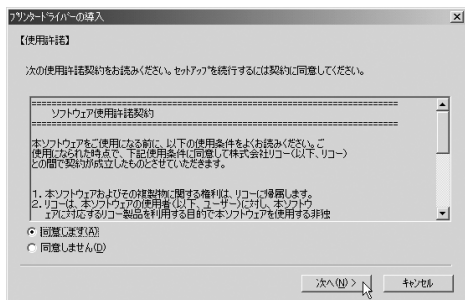 プリンタードライバーの導入
【使用許諾】
次の使用許諾契約をお読みください。セットアップを続行するには契約に同意してください。
==================================================
ソフトウェア使用許諾契約
==================================================
本ソフトウェアをご使用になる前に、以下の使用条件をよくお読みください。ご
使用になられた時点で、下記使用条件に同意して株式会社リコー(以下、リコー)
との間で契約が成立したものとさせていただきます。
1. 本ソフトウェアおよびその複製物に関する権利は、リコーに帰属します。
2. リコーは、本ソフトウェアの使用者(以下、ユーザー)に対し、本ソフトウ
ェアに対応するリコー製品を利用する目的で本ソフトウェアを使用する非独
同意します(A)
同意しません(D)
次へ(N) >
キャンセル